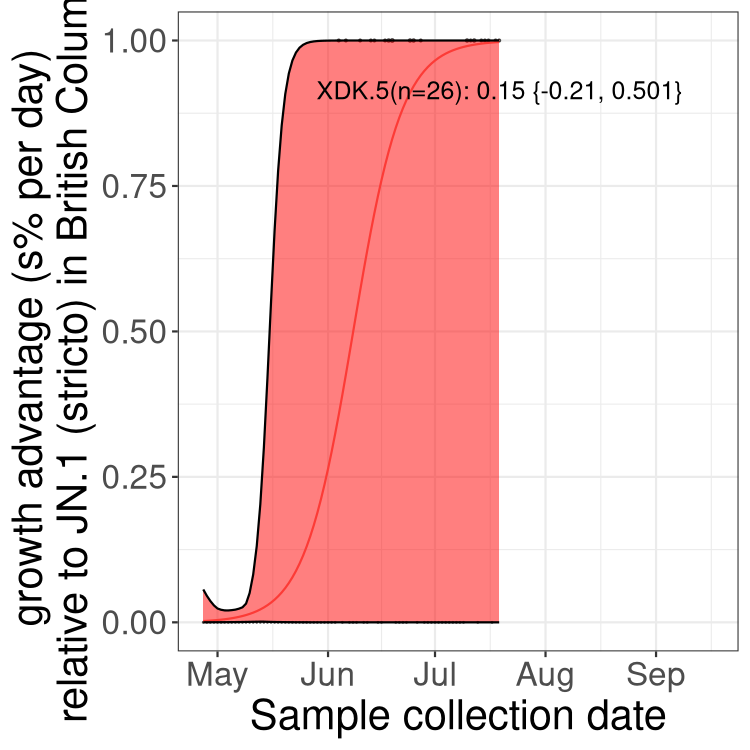 growth advantage (s% per day)
relative to JN.1 (stricto) in British Colum
1.00
0.75
0.50
0.25
0.00
XDK.5(n=26): 0.15 {-0.21, 0.501}
May Jun Jul Aug Sep
Sample collection date